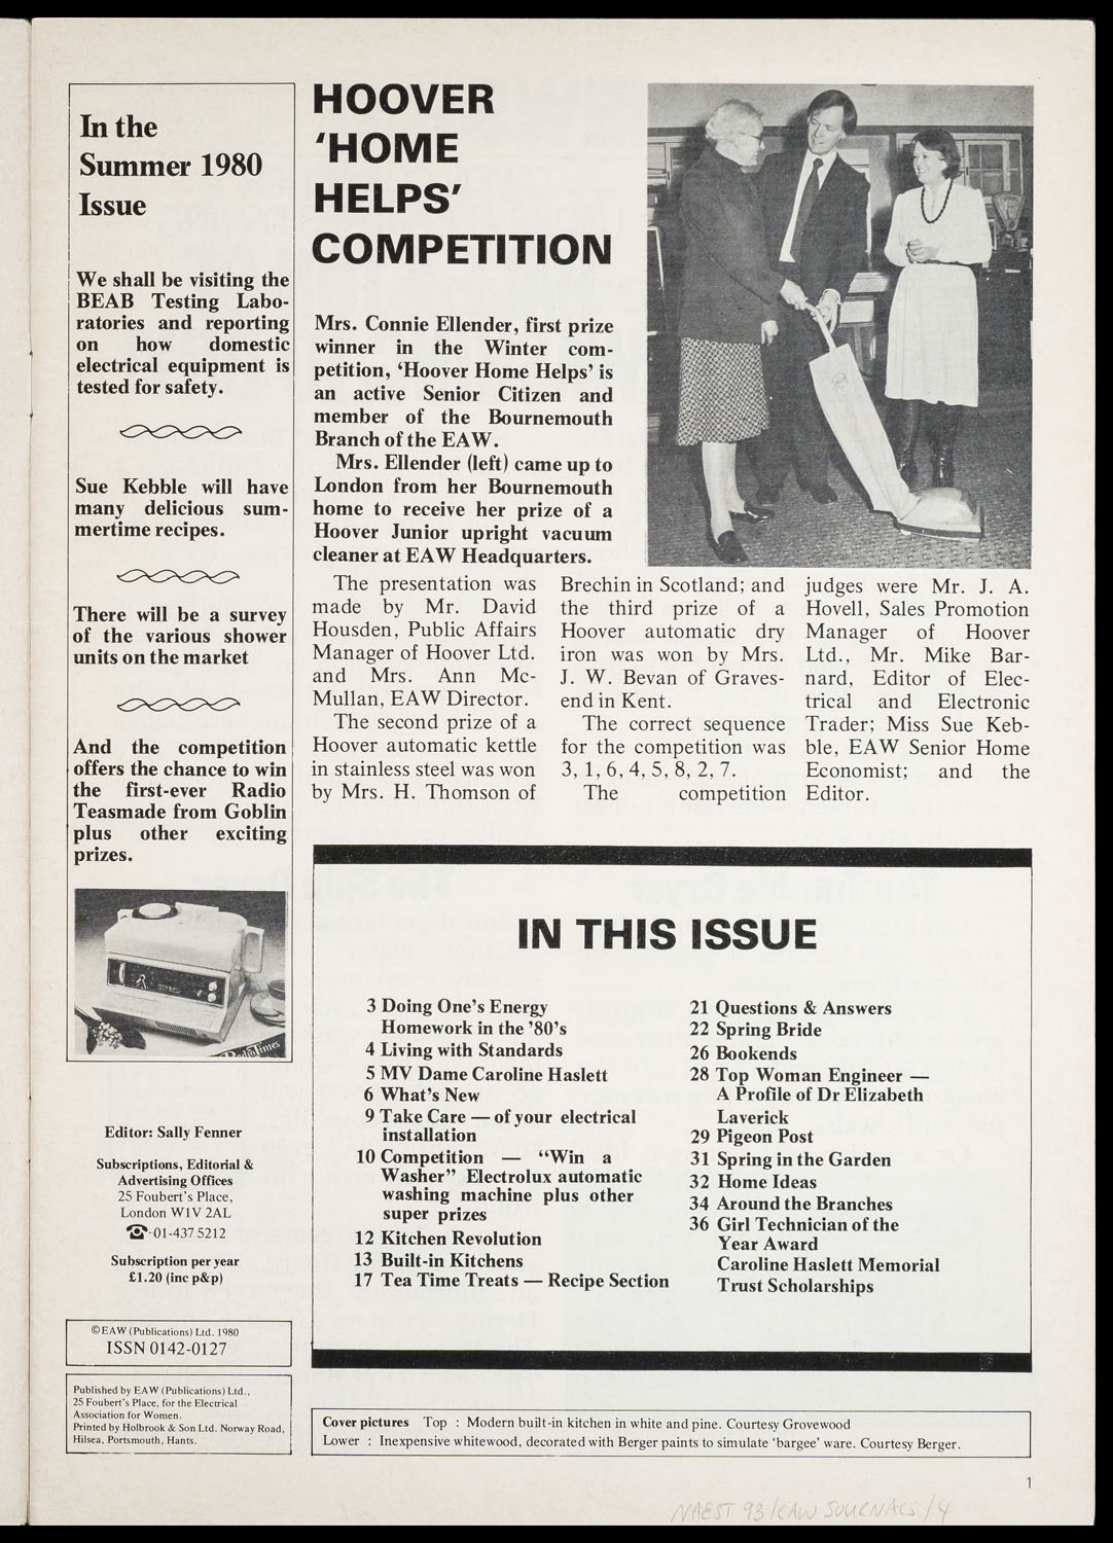 In the
Summer 1980
Issue
We shall be visiting the
BEAB Testing Labo-
ratories and reporting
on how domestic
electrical equipment is
tested for safety.
Sue Kebble will have
many delicious sum-
mertime recipes.
There will be a survey
of the various shower
units on the market
And the competition
offers the chance to win
the first-ever Radio
Teasmade from Goblin
plus other exciting
prizes.
Radio Times
Editor: Sally Fenner
Subscriptions, Editorial &
Advertising Offices
25 Foubert's Place,
London W1V 2AL
☎·01-437 5212
Subscription per year
£1.20 (inc p&p)
©EAW (Publications) Ltd. 1980
ISSN 0142-0127
Published by EAW (Publications) Ltd.,
25 Foubert's Place, for the Electrical
Association for Women.
Printed by Holbrook & Son Ltd. Norway Road,
Hilsea, Portsmouth, Hants.
HOOVER
'HOME
HELPS'
COMPETITION
Mrs. Connie Ellender, first prize
winner in the Winter com-
petition, 'Hoover Home Helps' is
an active Senior Citizen and
member of the Bournemouth
Branch of the EAW.
Mrs. Ellender (left) came up to
London from her Bournemouth
home to receive her prize of a
Hoover Junior upright vacuum
cleaner at EAW Headquarters.
The presentation was
made by Mr. David
Housden, Public Affairs
Manager of Hoover Ltd.
and Mrs. Ann Mc-
Mullan, EAW Director.
The second prize of a
Hoover automatic kettle
in stainless steel was won
by Mrs. H. Thomson of
Brechin in Scotland; and
the third prize of a
Hoover automatic dry
iron was won by Mrs.
J. W. Bevan of Graves-
end in Kent.
The correct sequence
for the competition was
3, 1, 6, 4, 5, 8, 2, 7.
The competition
judges were Mr. J. A.
Hovell, Sales Promotion
Manager of Hoover
Ltd., Mr. Mike Bar-
nard, Editor of Elec-
trical and Electronic
Trader; Miss Sue Keb-
ble, EAW Senior Home
Economist; and the
Editor.
IN THIS ISSUE
3 Doing One's Energy
Homework in the '80's
4 Living with Standards
5 MV Dame Caroline Haslett
6 What's New
9 Take Care — of your electrical
installation
10 Competition — "Win a
Washer" Electrolux automatic
washing machine plus other
super prizes
12 Kitchen Revolution
13 Built-in Kitchens
17 Tea Time Treats — Recipe Section
21 Questions & Answers
22 Spring Bride
26 Bookends
28 Top Woman Engineer —
A Profile of Dr Elizabeth
Laverick
29 Pigeon Post
31 Spring in the Garden
32 Home Ideas
34 Around the Branches
36 Girl Technician of the
Year Award
Caroline Haslett Memorial
Trust Scholarships
Cover pictures Top : Modern built-in kitchen in white and pine. Courtesy Grovewood
Lower : Inexpensive whitewood, decorated with Berger paints to simulate 'bargee' ware. Courtesy Berger.
1
NAEST 93/EAW JOURNALS/4